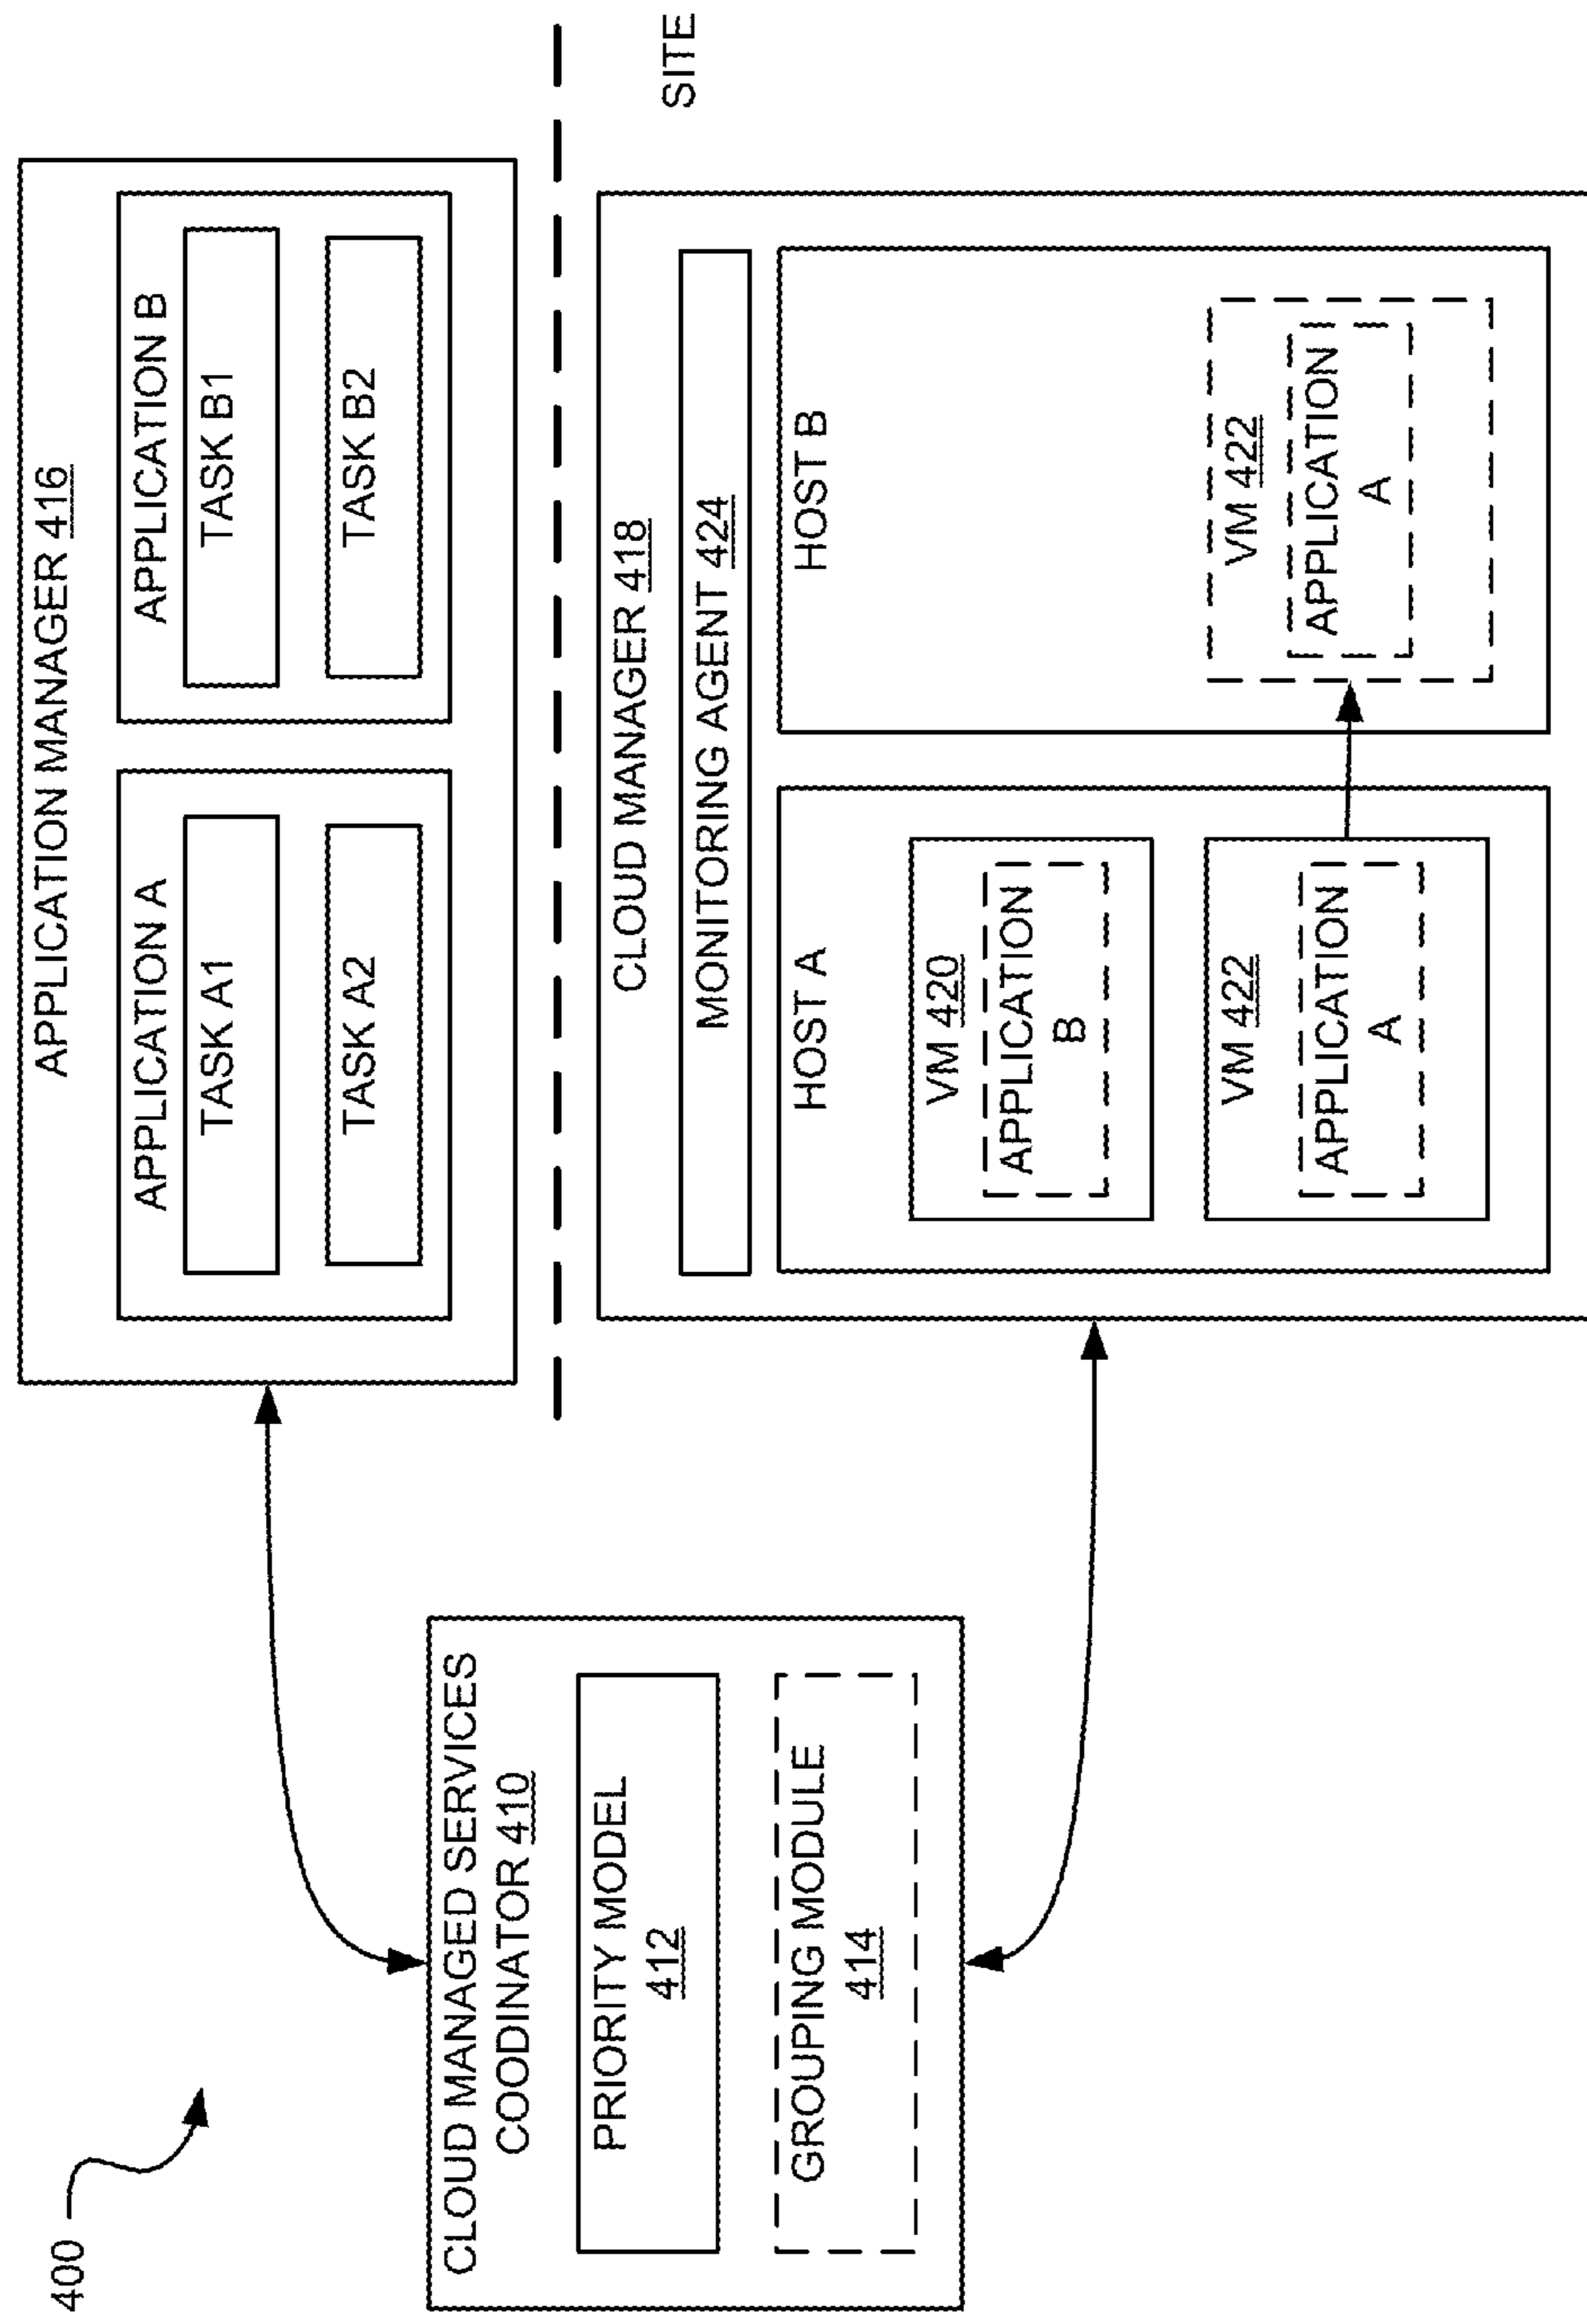 400
CLOUD MANAGED SERVICES
COODINATOR 410
PRIORITY MODEL
412
GROUPING MODULE
414
APPLICATION MANAGER 416
APPLICATION A
TASK A1
TASK A2
APPLICATION B
TASK B1
TASK B2
SITE
CLOUD MANAGER 418
MONITORING AGENT 424
HOST A
VM 420
APPLICATION
B
VM 422
APPLICATION
A
HOST B
VM 422
APPLICATION
A